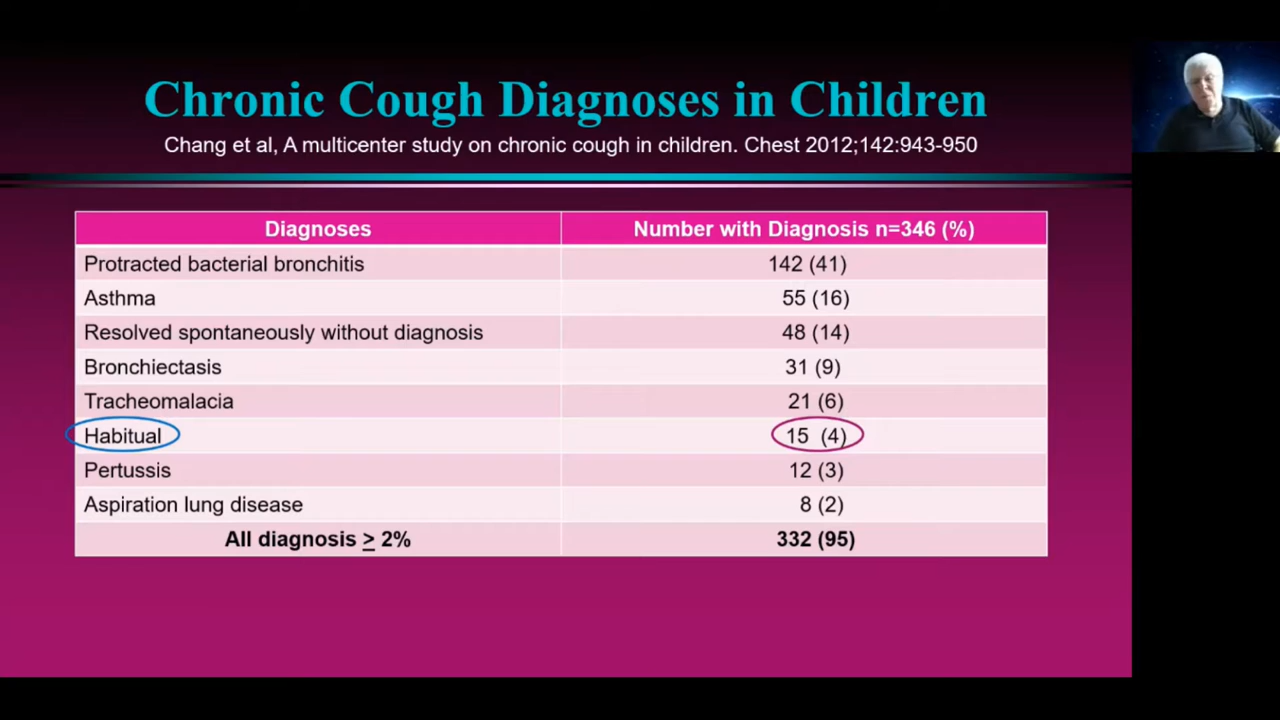 Chronic Cough Diagnoses in Children
Chang et al, A multicenter study on chronic cough in children. Chest 2012;142:943-950
Diagnoses Number with Diagnosis n=346 (%)
Protracted bacterial bronchitis 142 (41)
Asthma 55 (16)
Resolved spontaneously without diagnosis 48 (14)
Bronchiectasis 31 (9)
Tracheomalacia 21 (6)
Habitual 15 (4)
Pertussis 12 (3)
Aspiration lung disease 8 (2)
All diagnosis ≥ 2% 332 (95)